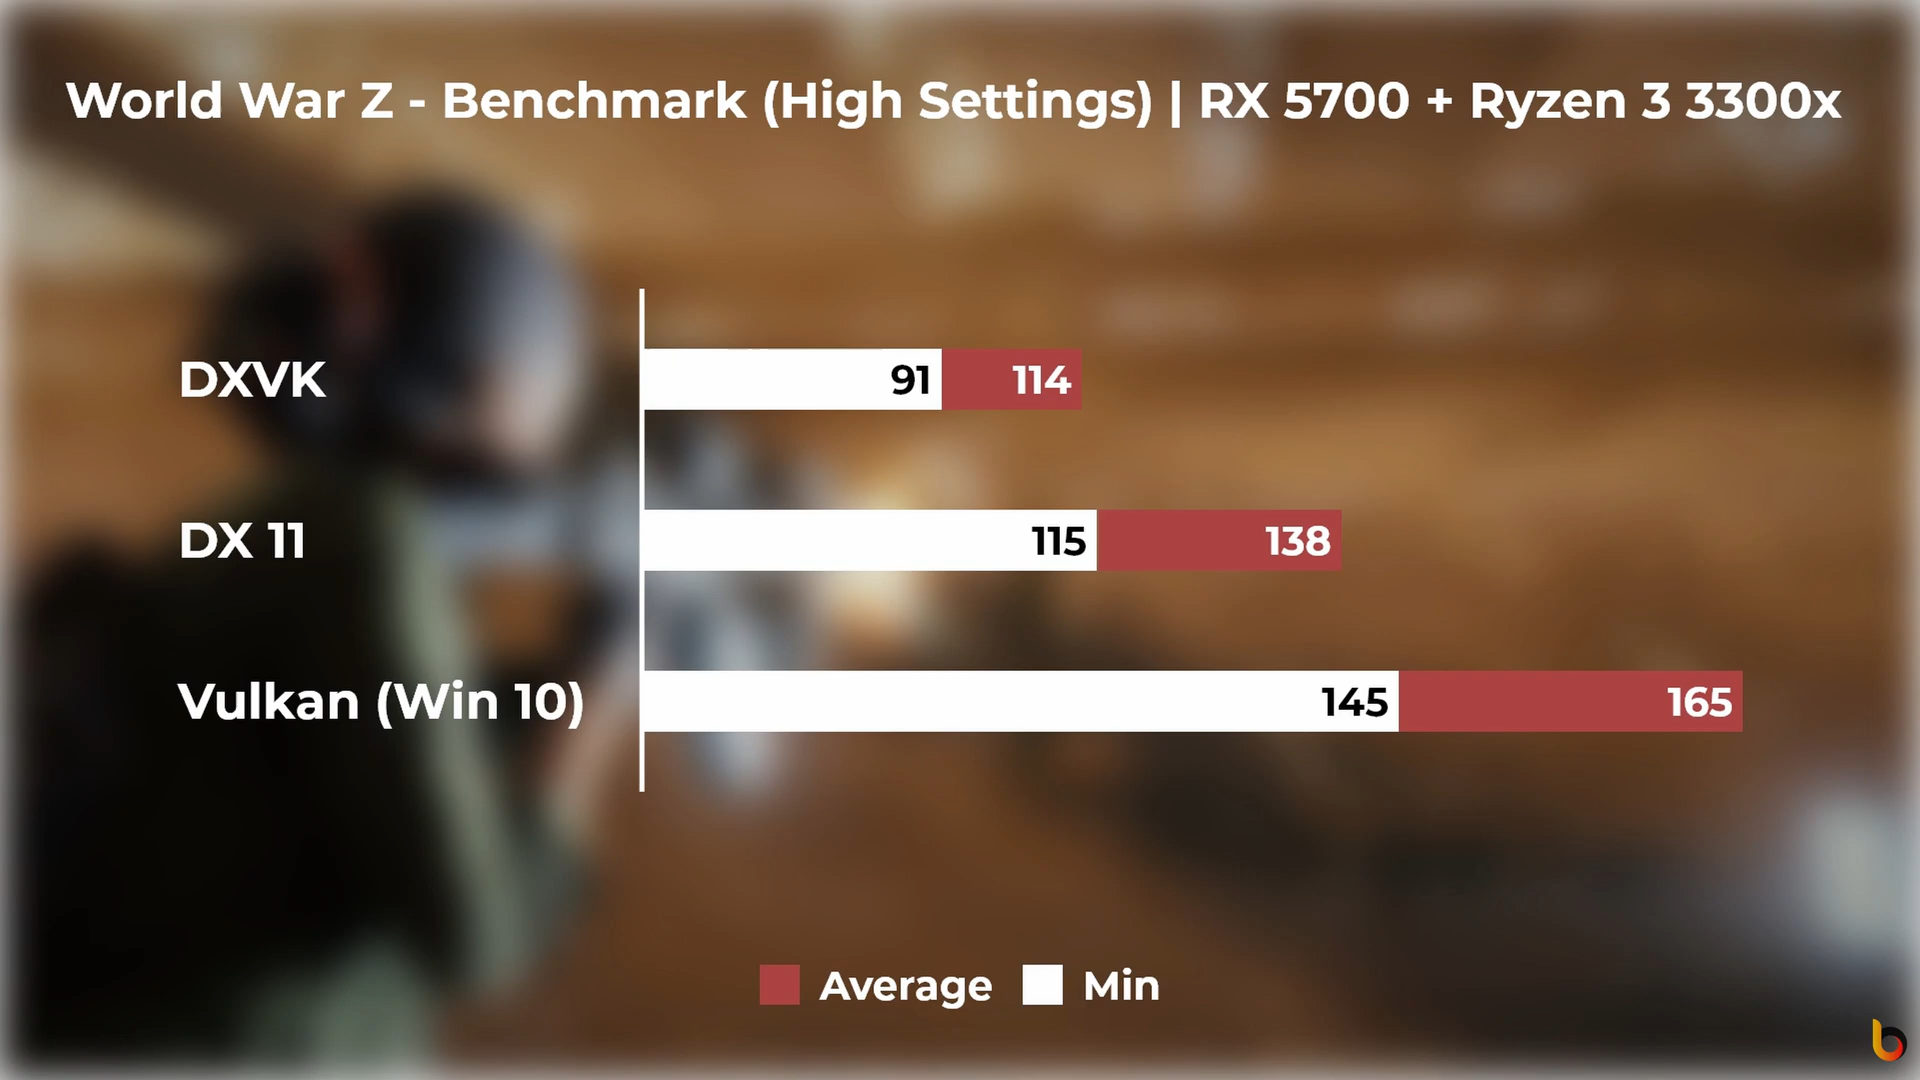 World War Z - Benchmark (High Settings) | RX 5700 + Ryzen 3 3300x
DXVK 91 114
DX 11 115 138
Vulkan (Win 10) 145 165
Average Min